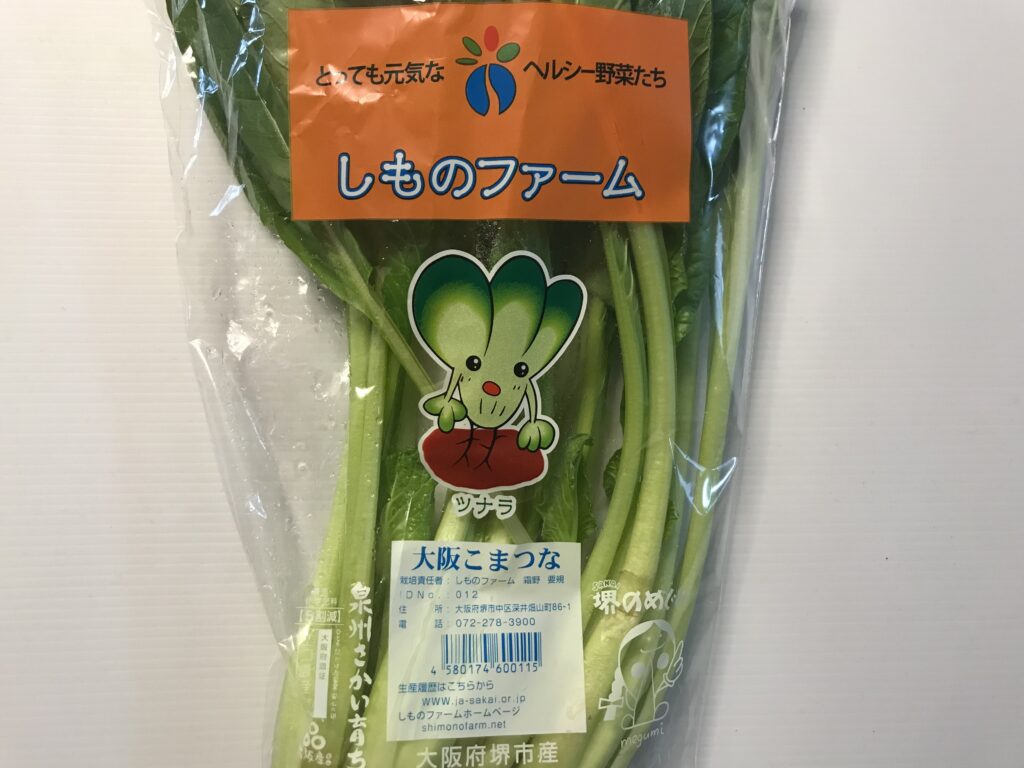 とっても元気な ヘルシー野菜たち
しものファーム
ツナラ
大阪こまつな
栽培責任者：しものファーム 霜野 要規
ID No.：012
住 所：大阪府堺市中区深井畑山町86-1
電 話：072-278-3900
4 580174 600115
生産履歴はこちらから
www.ja-sakai.or.jp
しものファームホームページ
shimonofarm.net
大阪府堺市産
5割減
泉州さかい育ち
堺のめぐ
megumi